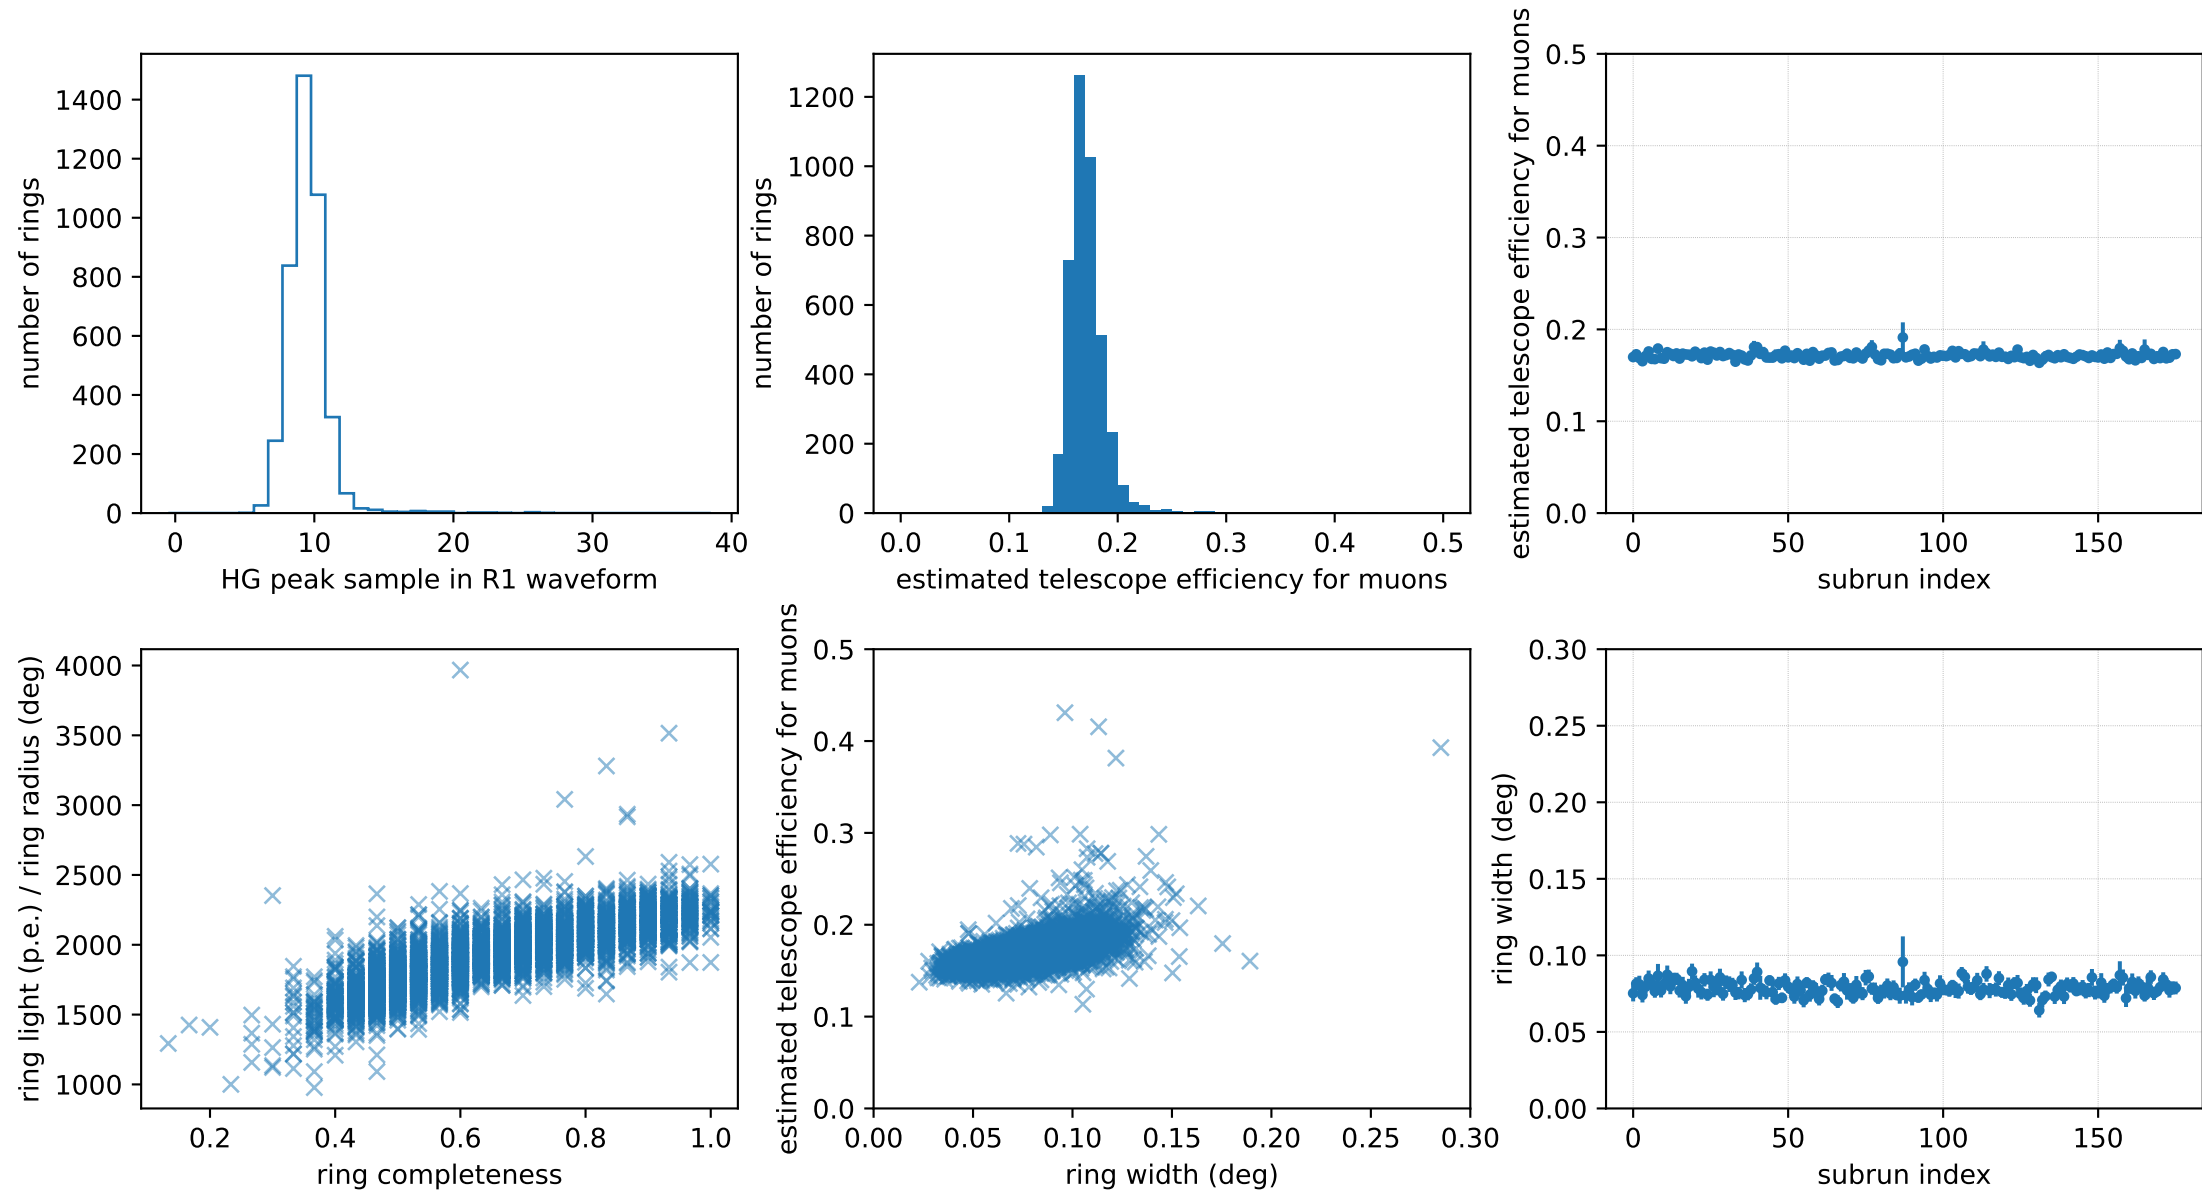 number of rings
1400
1200
1000
800
600
400
200
0
0 10 20 30 40
HG peak sample in R1 waveform
number of rings
1200
1000
800
600
400
200
0
0.0 0.1 0.2 0.3 0.4 0.5
estimated telescope efficiency for muons
estimated telescope efficiency for muons
0.5
0.4
0.3
0.2
0.1
0.0
0 50 100 150
subrun index
ring light (p.e.) / ring radius (deg)
4000
3500
3000
2500
2000
1500
1000
0.2 0.4 0.6 0.8 1.0
ring completeness
estimated telescope efficiency for muons
0.5
0.4
0.3
0.2
0.1
0.0
0.00 0.05 0.10 0.15 0.20 0.25 0.30
ring width (deg)
ring width (deg)
0.30
0.25
0.20
0.15
0.10
0.05
0.00
0 50 100 150
subrun index